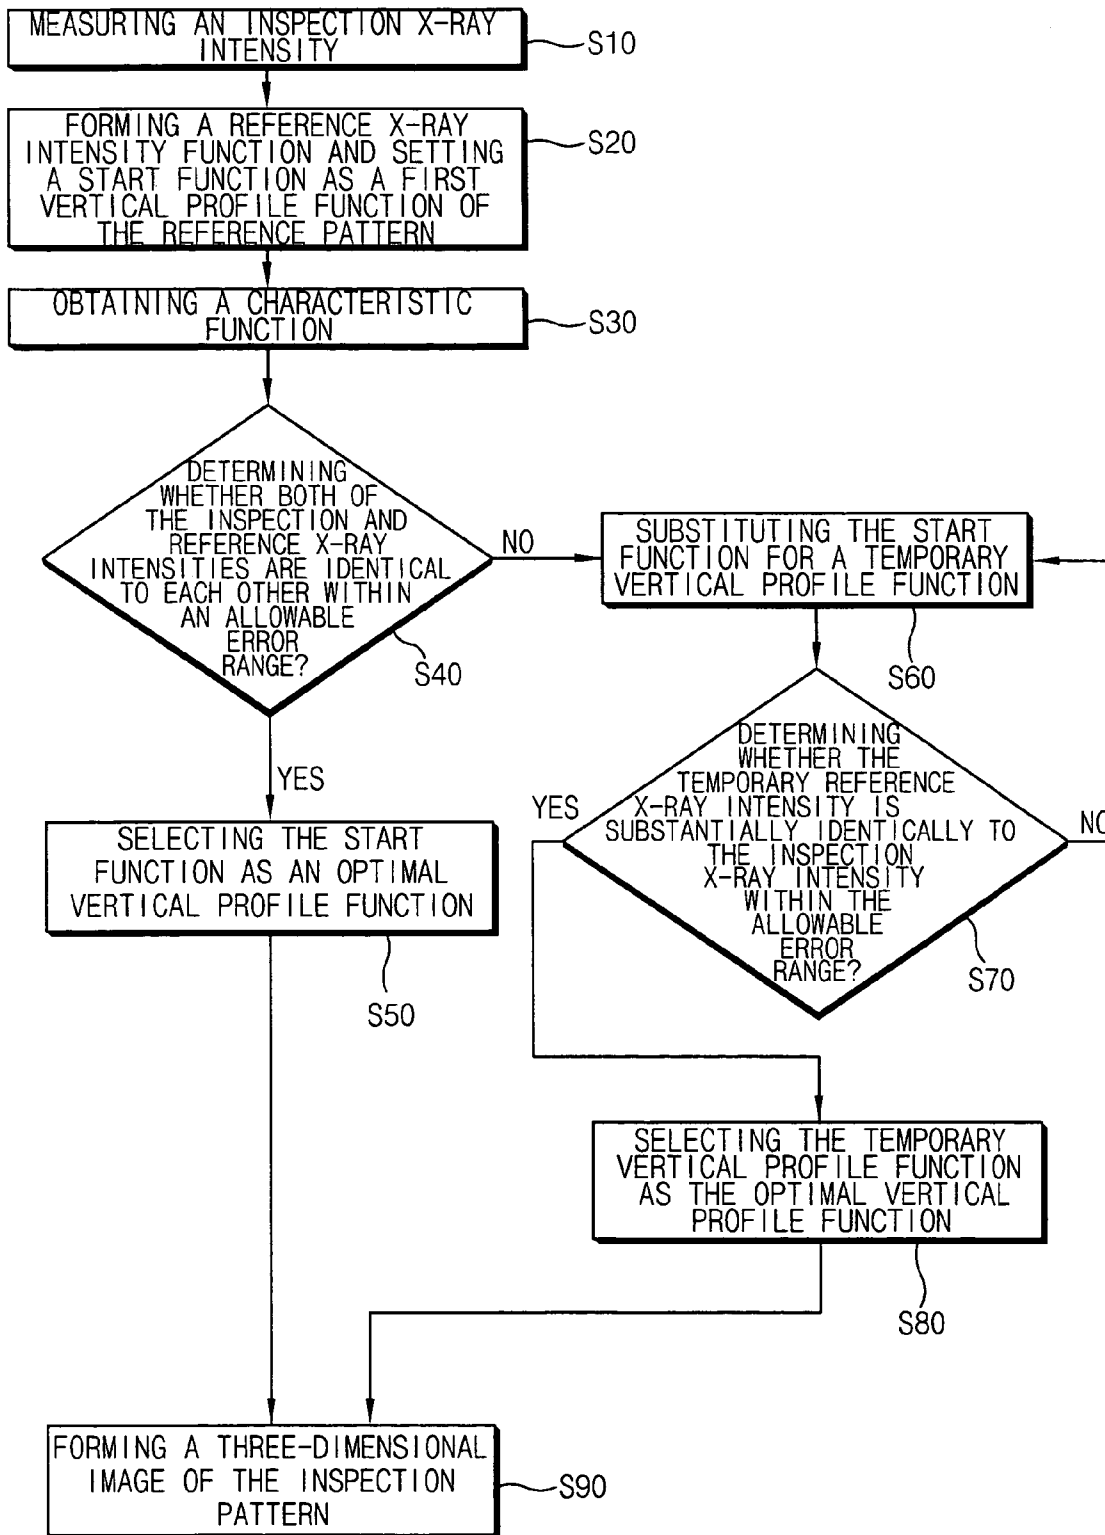 MEASURING AN INSPECTION X-RAY
INTENSITY
S10
FORMING A REFERENCE X-RAY
INTENSITY FUNCTION AND SETTING
A START FUNCTION AS A FIRST
VERTICAL PROFILE FUNCTION OF
THE REFERENCE PATTERN
S20
OBTAINING A CHARACTERISTIC
FUNCTION
S30
DETERMINING
WHETHER BOTH OF
THE INSPECTION AND
REFERENCE X-RAY
INTENSITIES ARE IDENTICAL
TO EACH OTHER WITHIN
AN ALLOWABLE
ERROR
RANGE?
S40
NO
YES
SELECTING THE START
FUNCTION AS AN OPTIMAL
VERTICAL PROFILE FUNCTION
S50
SUBSTITUTING THE START
FUNCTION FOR A TEMPORARY
VERTICAL PROFILE FUNCTION
S60
DETERMINING
WHETHER THE
TEMPORARY REFERENCE
X-RAY INTENSITY IS
SUBSTANTIALLY IDENTICALLY TO
THE INSPECTION
X-RAY INTENSITY
WITHIN THE
ALLOWABLE
ERROR
RANGE?
S70
YES
NO
SELECTING THE TEMPORARY
VERTICAL PROFILE FUNCTION
AS THE OPTIMAL VERTICAL
PROFILE FUNCTION
S80
FORMING A THREE-DIMENSIONAL
IMAGE OF THE INSPECTION
PATTERN
S90